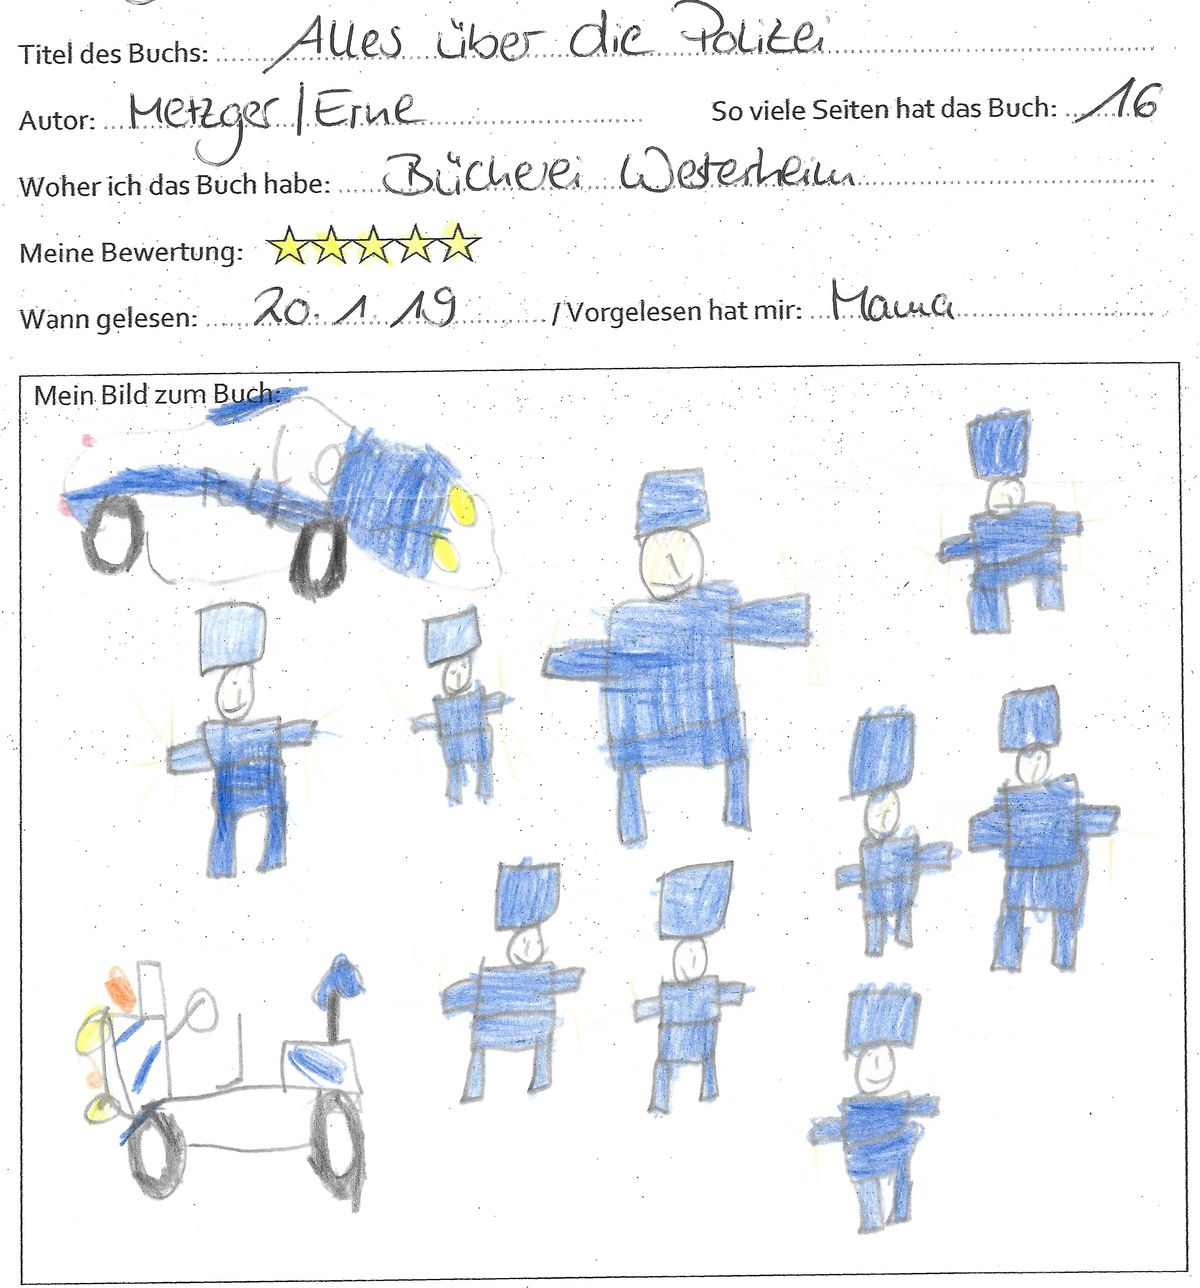 Titel des Buchs: Alles über die Polizei
Autor: Metzger / Erne So viele Seiten hat das Buch: 16
Woher ich das Buch habe: Bücherei Westerheim
Meine Bewertung:
Wann gelesen: 20.1.19 / Vorgelesen hat mir: Mama
Mein Bild zum Buch: